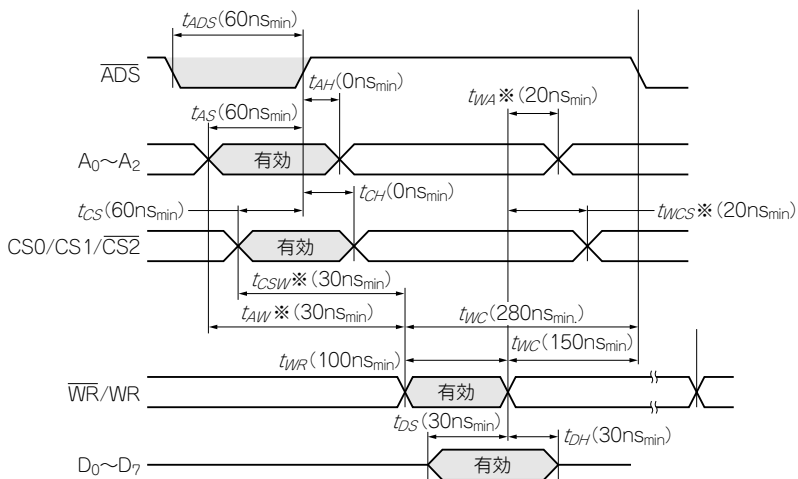 tADS(60nsmin)
ADS
tAH(0nsmin)
tWA※(20nsmin)
tAS(60nsmin)
A0～A2
有効
tCH(0nsmin)
tCS(60nsmin)
tWCS※(20nsmin)
CS0/CS1/CS2
有効
tCSW※(30nsmin)
tAW※(30nsmin)
tWC(280nsmin.)
tWR(100nsmin)
tWC(150nsmin)
WR/WR
有効
tDS(30nsmin)
tDH(30nsmin)
D0～D7
有効